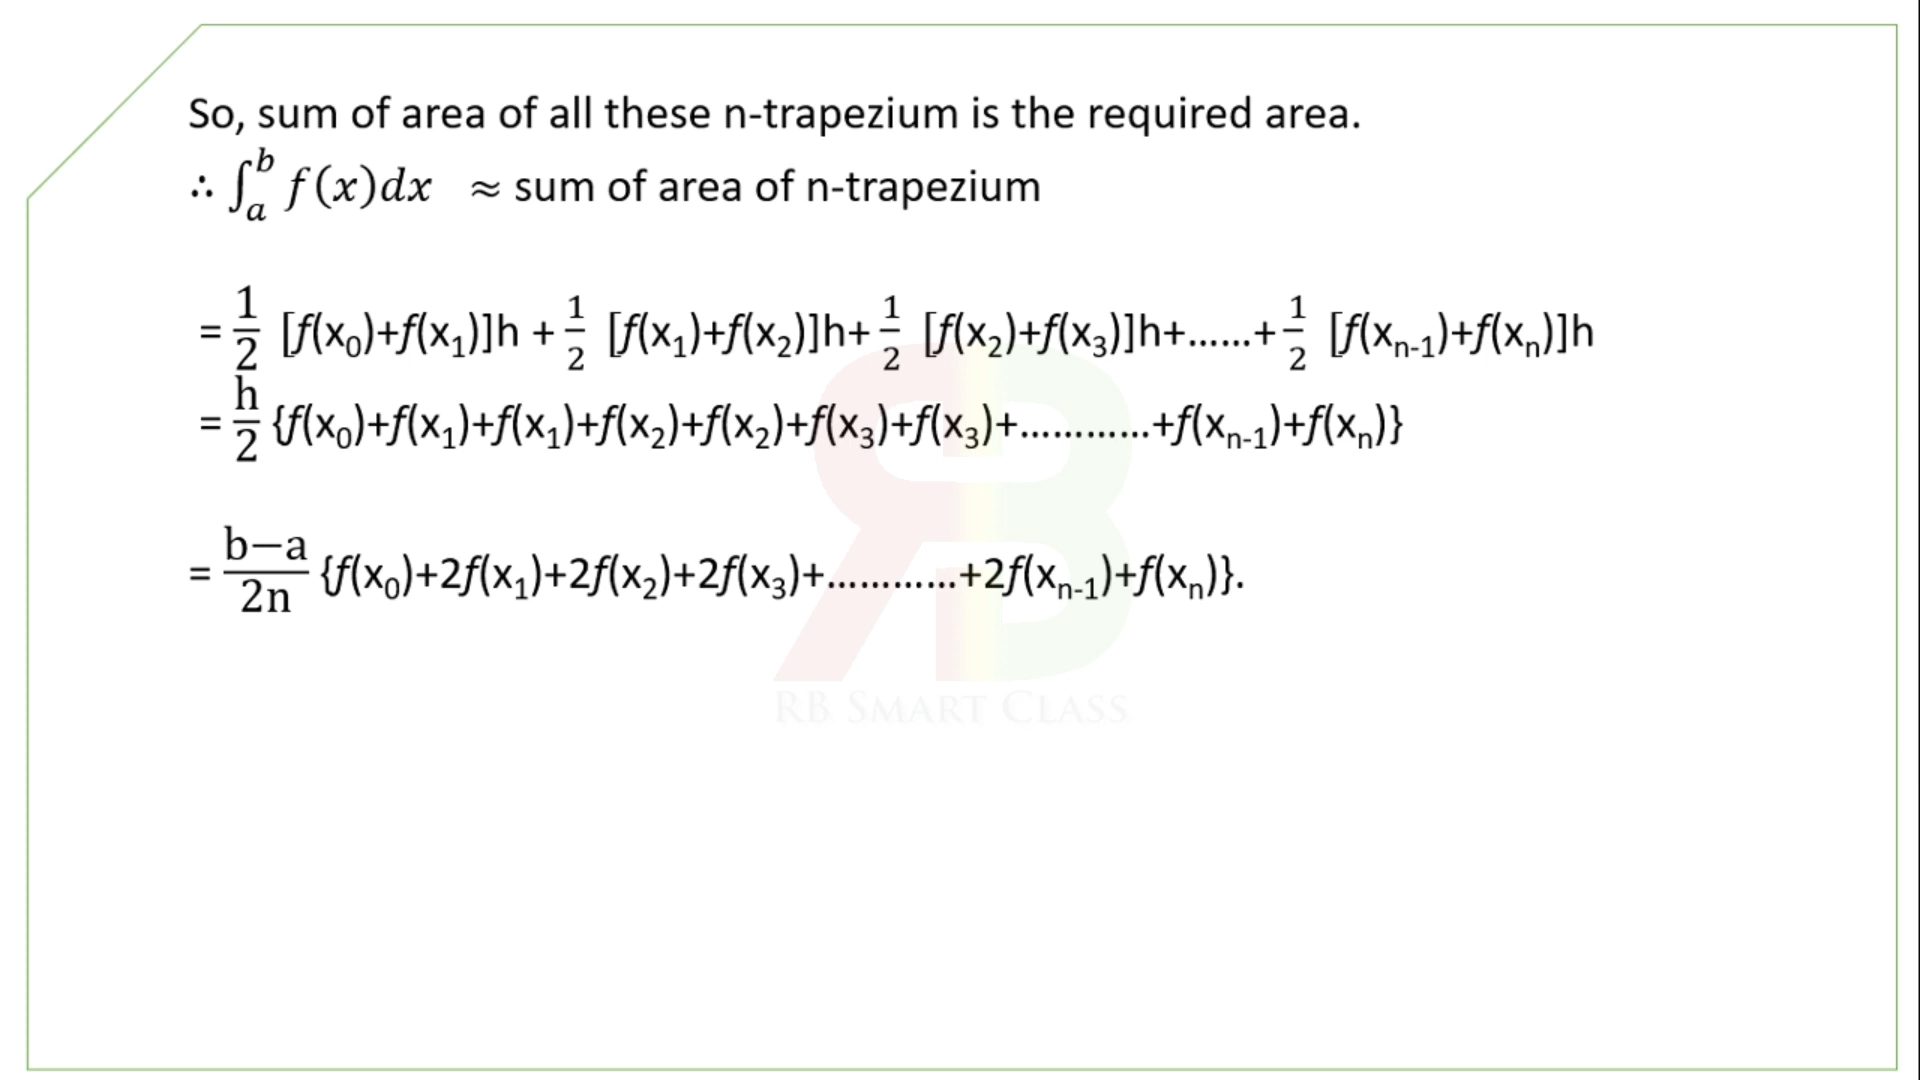 So, sum of area of all these n-trapezium is the required area.
∴ ∫ₐᵇ f(x)dx ≈ sum of area of n-trapezium
= 1/2 [f(x₀)+f(x₁)]h + 1/2 [f(x₁)+f(x₂)]h+ 1/2 [f(x₂)+f(x₃)]h+......+ 1/2 [f(xₙ₋₁)+f(xₙ)]h
= h/2 {f(x₀)+f(x₁)+f(x₁)+f(x₂)+f(x₂)+f(x₃)+f(x₃)+............+f(xₙ₋₁)+f(xₙ)}
= b−a/2n {f(x₀)+2f(x₁)+2f(x₂)+2f(x₃)+............+2f(xₙ₋₁)+f(xₙ)}.
RB SMART CLASS